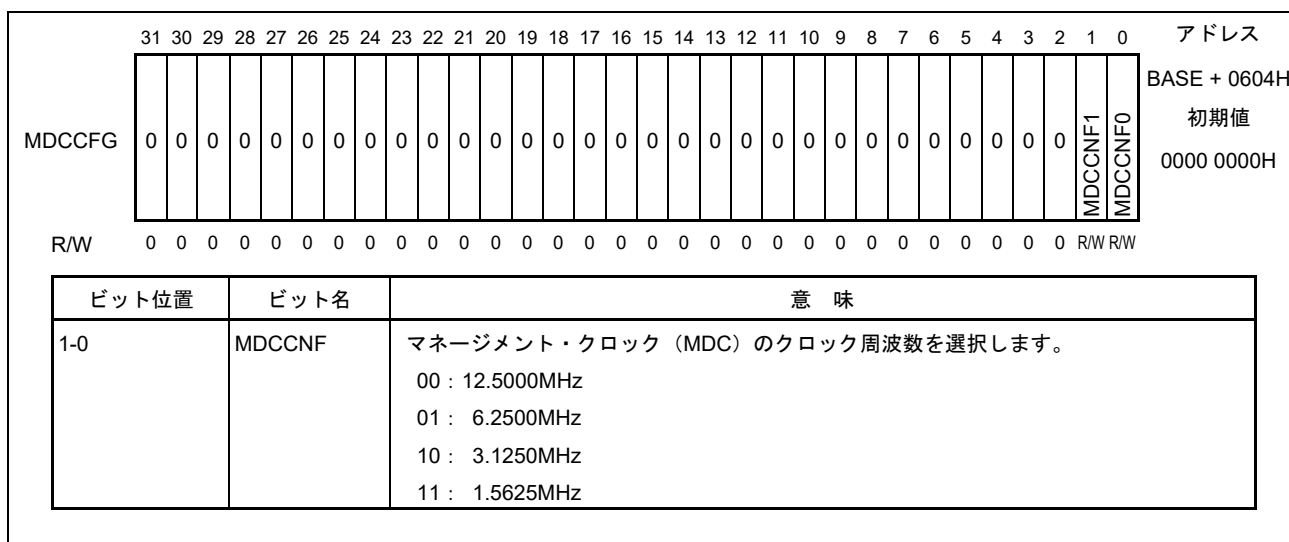 31 30 29 28 27 26 25 24 23 22 21 20 19 18 17 16 15 14 13 12 11 10 9 8 7 6 5 4 3 2 1 0 アドレス
MDCCFG 0 0 0 0 0 0 0 0 0 0 0 0 0 0 0 0 0 0 0 0 0 0 0 0 0 0 0 0 0 0 MDCCNF1 MDCCNF0
BASE + 0604H
初期値
0000 0000H
R/W 0 0 0 0 0 0 0 0 0 0 0 0 0 0 0 0 0 0 0 0 0 0 0 0 0 0 0 0 0 0 R/W R/W
ビット位置 ビット名 意 味
1-0 MDCCNF マネージメント・クロック（MDC）のクロック周波数を選択します。
00： 12.5000MHz
01： 6.2500MHz
10： 3.1250MHz
11： 1.5625MHz